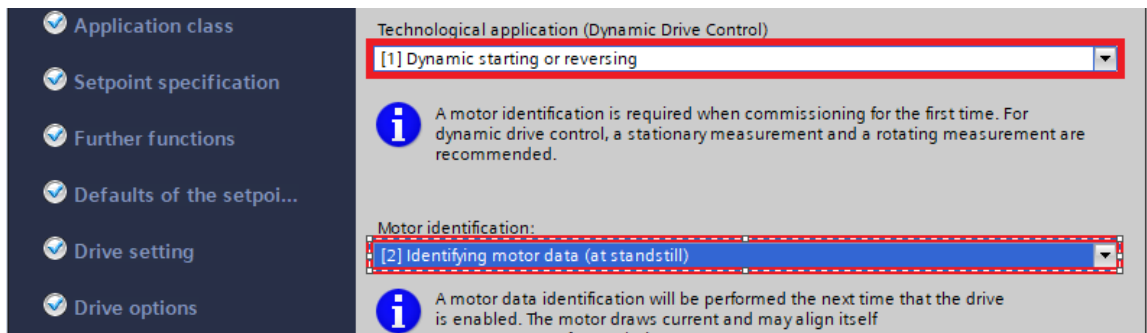 Application class
Setpoint specification
Further functions
Defaults of the setpoi...
Drive setting
Drive options
Technological application (Dynamic Drive Control)
[1] Dynamic starting or reversing
A motor identification is required when commissioning for the first time. For
dynamic drive control, a stationary measurement and a rotating measurement are
recommended.
Motor identification:
[2] Identifying motor data (at standstill)
A motor data identification will be performed the next time that the drive
is enabled. The motor draws current and may align itself